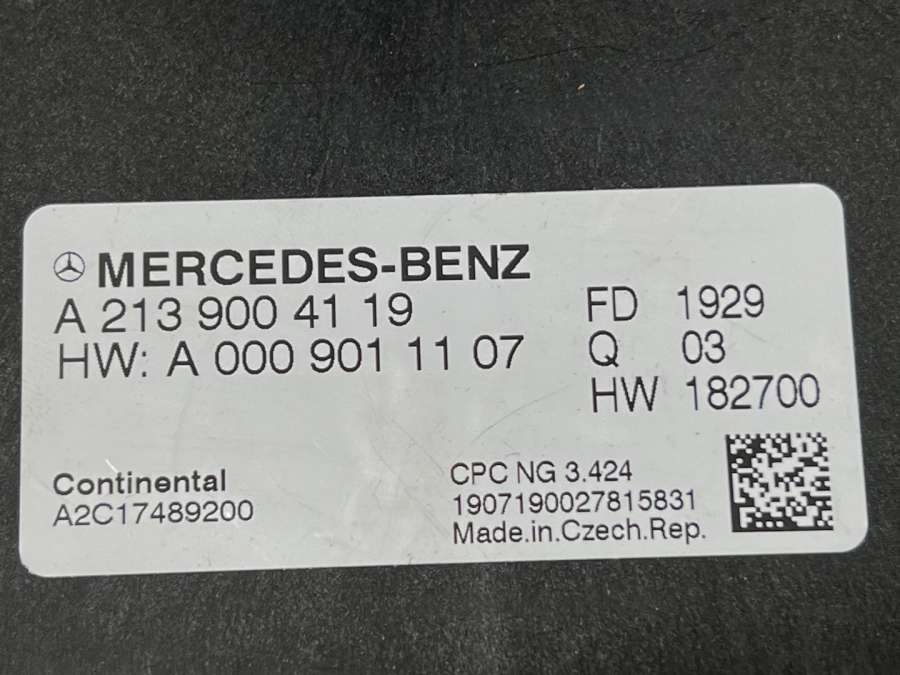 MERCEDES-BENZ
A 213 900 41 19
HW: A 000 901 11 07
FD 1929
Q 03
HW 182700
Continental
A2C17489200
CPC NG 3.424
1907190027815831
Made.in.Czech.Rep.